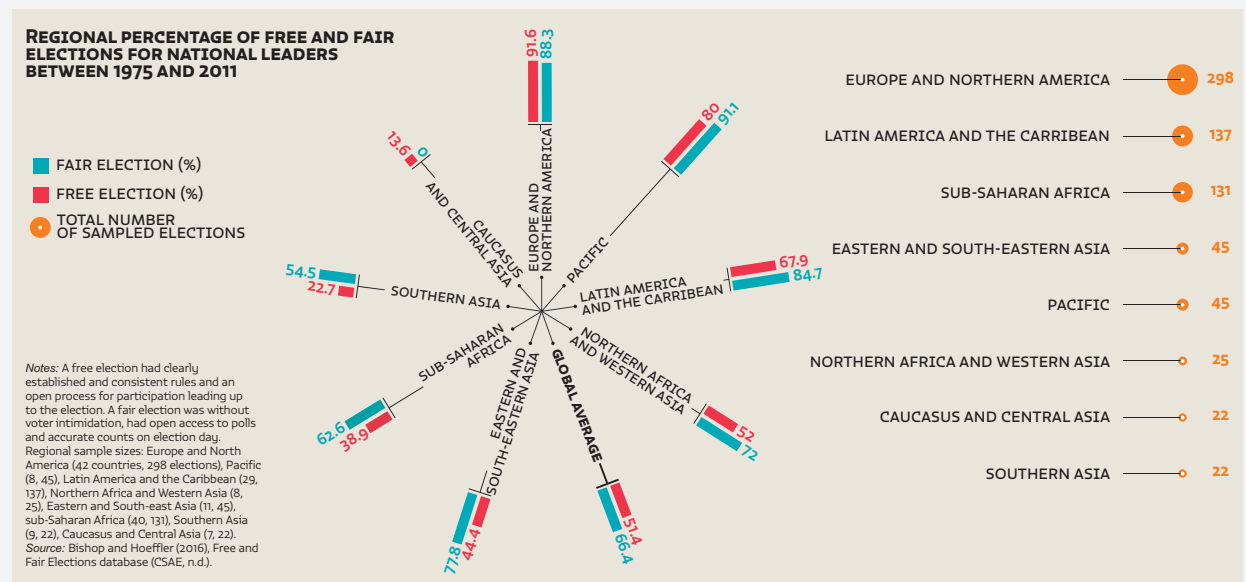 REGIONAL PERCENTAGE OF FREE AND FAIR
ELECTIONS FOR NATIONAL LEADERS
BETWEEN 1975 AND 2011
FAIR ELECTION (%)
FREE ELECTION (%)
TOTAL NUMBER
OF SAMPLED ELECTIONS
91.6
88.3
EUROPE AND
NORTHERN AMERICA
80
91.1
PACIFIC
67.9
84.7
LATIN AMERICA
AND THE CARRIBEAN
52
72
NORTHERN AFRICA
AND WESTERN ASIA
51.4
66.4
GLOBAL AVERAGE
77.8
44.4
EASTERN AND
SOUTH-EASTERN ASIA
62.6
38.9
SUB-SAHARAN
AFRICA
54.5
22.7
SOUTHERN ASIA
13.6
0
CAUCASUS
AND CENTRAL ASIA
EUROPE AND NORTHERN AMERICA 298
LATIN AMERICA AND THE CARRIBEAN 137
SUB-SAHARAN AFRICA 131
EASTERN AND SOUTH-EASTERN ASIA 45
PACIFIC 45
NORTHERN AFRICA AND WESTERN ASIA 25
CAUCASUS AND CENTRAL ASIA 22
SOUTHERN ASIA 22
Notes: A free election had clearly
established and consistent rules and an
open process for participation leading up
to the election. A fair election was without
voter intimidation, had open access to polls
and accurate counts on election day.
Regional sample sizes: Europe and North
America (42 countries, 298 elections), Pacific
(8, 45), Latin America and the Caribbean (29,
137), Northern Africa and Western Asia (8,
25), Eastern and South-east Asia (11, 45),
sub-Saharan Africa (40, 131), Southern Asia
(9, 22), Caucasus and Central Asia (7, 22).
Source: Bishop and Hoeffler (2016), Free and
Fair Elections database (CSAE, n.d.).